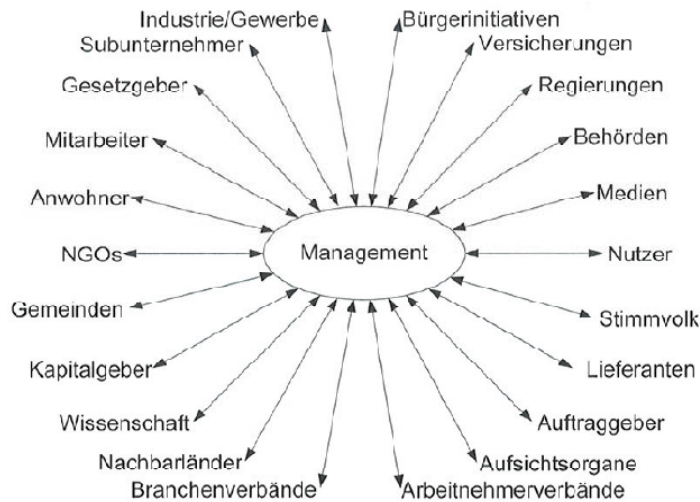 Industrie/Gewerbe
Bürgerinitiativen
Subunternehmer
Versicherungen
Gesetzgeber
Regierungen
Mitarbeiter
Behörden
Anwohner
Medien
NGOs
Management
Nutzer
Gemeinden
Stimmvolk
Kapitalgeber
Lieferanten
Wissenschaft
Auftraggeber
Nachbarländer
Aufsichtsorgane
Branchenverbände
Arbeitnehmerverbände